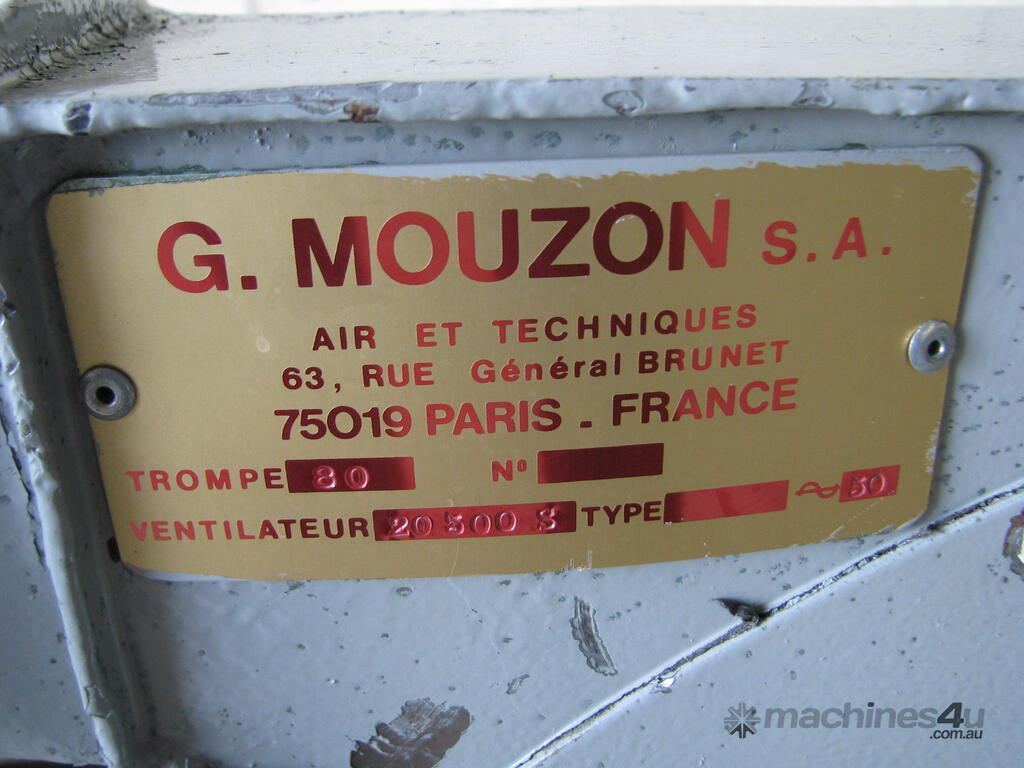 G. MOUZON S.A.
AIR ET TECHNIQUES
63, RUE Général BRUNET
75019 PARIS - FRANCE
TROMPE 80 Nº
VENTILATEUR 20 500 S TYPE ~ 50
machines4u
.com.au